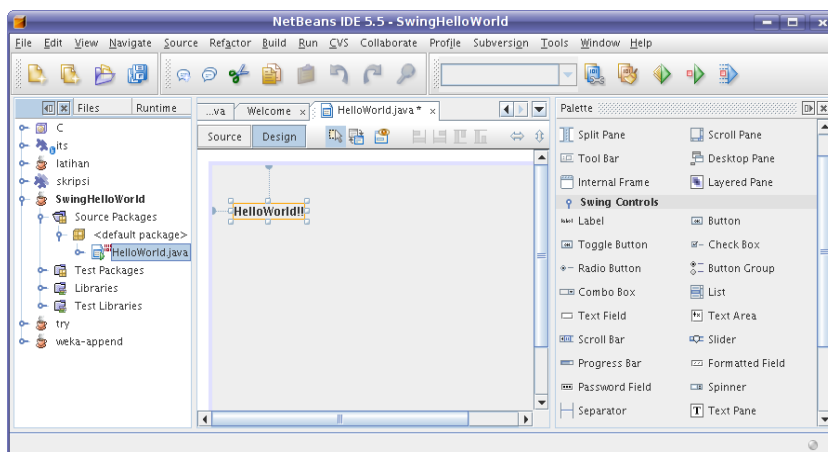 NetBeans IDE 5.5 - SwingHelloWorld
File Edit View Navigate Source Refactor Build Run CVS Collaborate Profile Subversion Tools Window Help
Files Runtime
...va Welcome x HelloWorld.java * x
Palette
Source Design
C
its
latihan
skripsi
SwingHelloWorld
Source Packages
<default package>
HelloWorld.java
Test Packages
Libraries
Test Libraries
try
weka-append
HelloWorld!!
Split Pane Scroll Pane
Tool Bar Desktop Pane
Internal Frame Layered Pane
Swing Controls
label Label Button
Toggle Button Check Box
Radio Button Button Group
Combo Box List
Text Field Text Area
Scroll Bar Slider
Progress Bar Formatted Field
Password Field Spinner
Separator T Text Pane